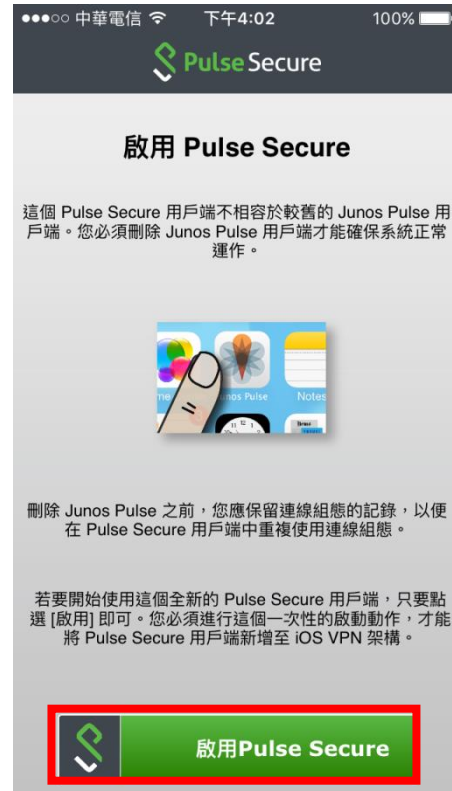 中華電信 下午4:02 100%
Pulse Secure
啟用 Pulse Secure
這個 Pulse Secure 用戶端不相容於較舊的 Junos Pulse 用
戶端。您必須刪除 Junos Pulse 用戶端才能確保系統正常
運作。
Junos Pulse Notes
刪除 Junos Pulse 之前,您應保留連線組態的記錄,以便
在 Pulse Secure 用戶端中重複使用連線組態。
若要開始使用這個全新的 Pulse Secure 用戶端,只要點
選 [啟用] 即可。您必須進行這個一次性的啟動動作,才能
將 Pulse Secure 用戶端新增至 iOS VPN 架構。
啟用Pulse Secure